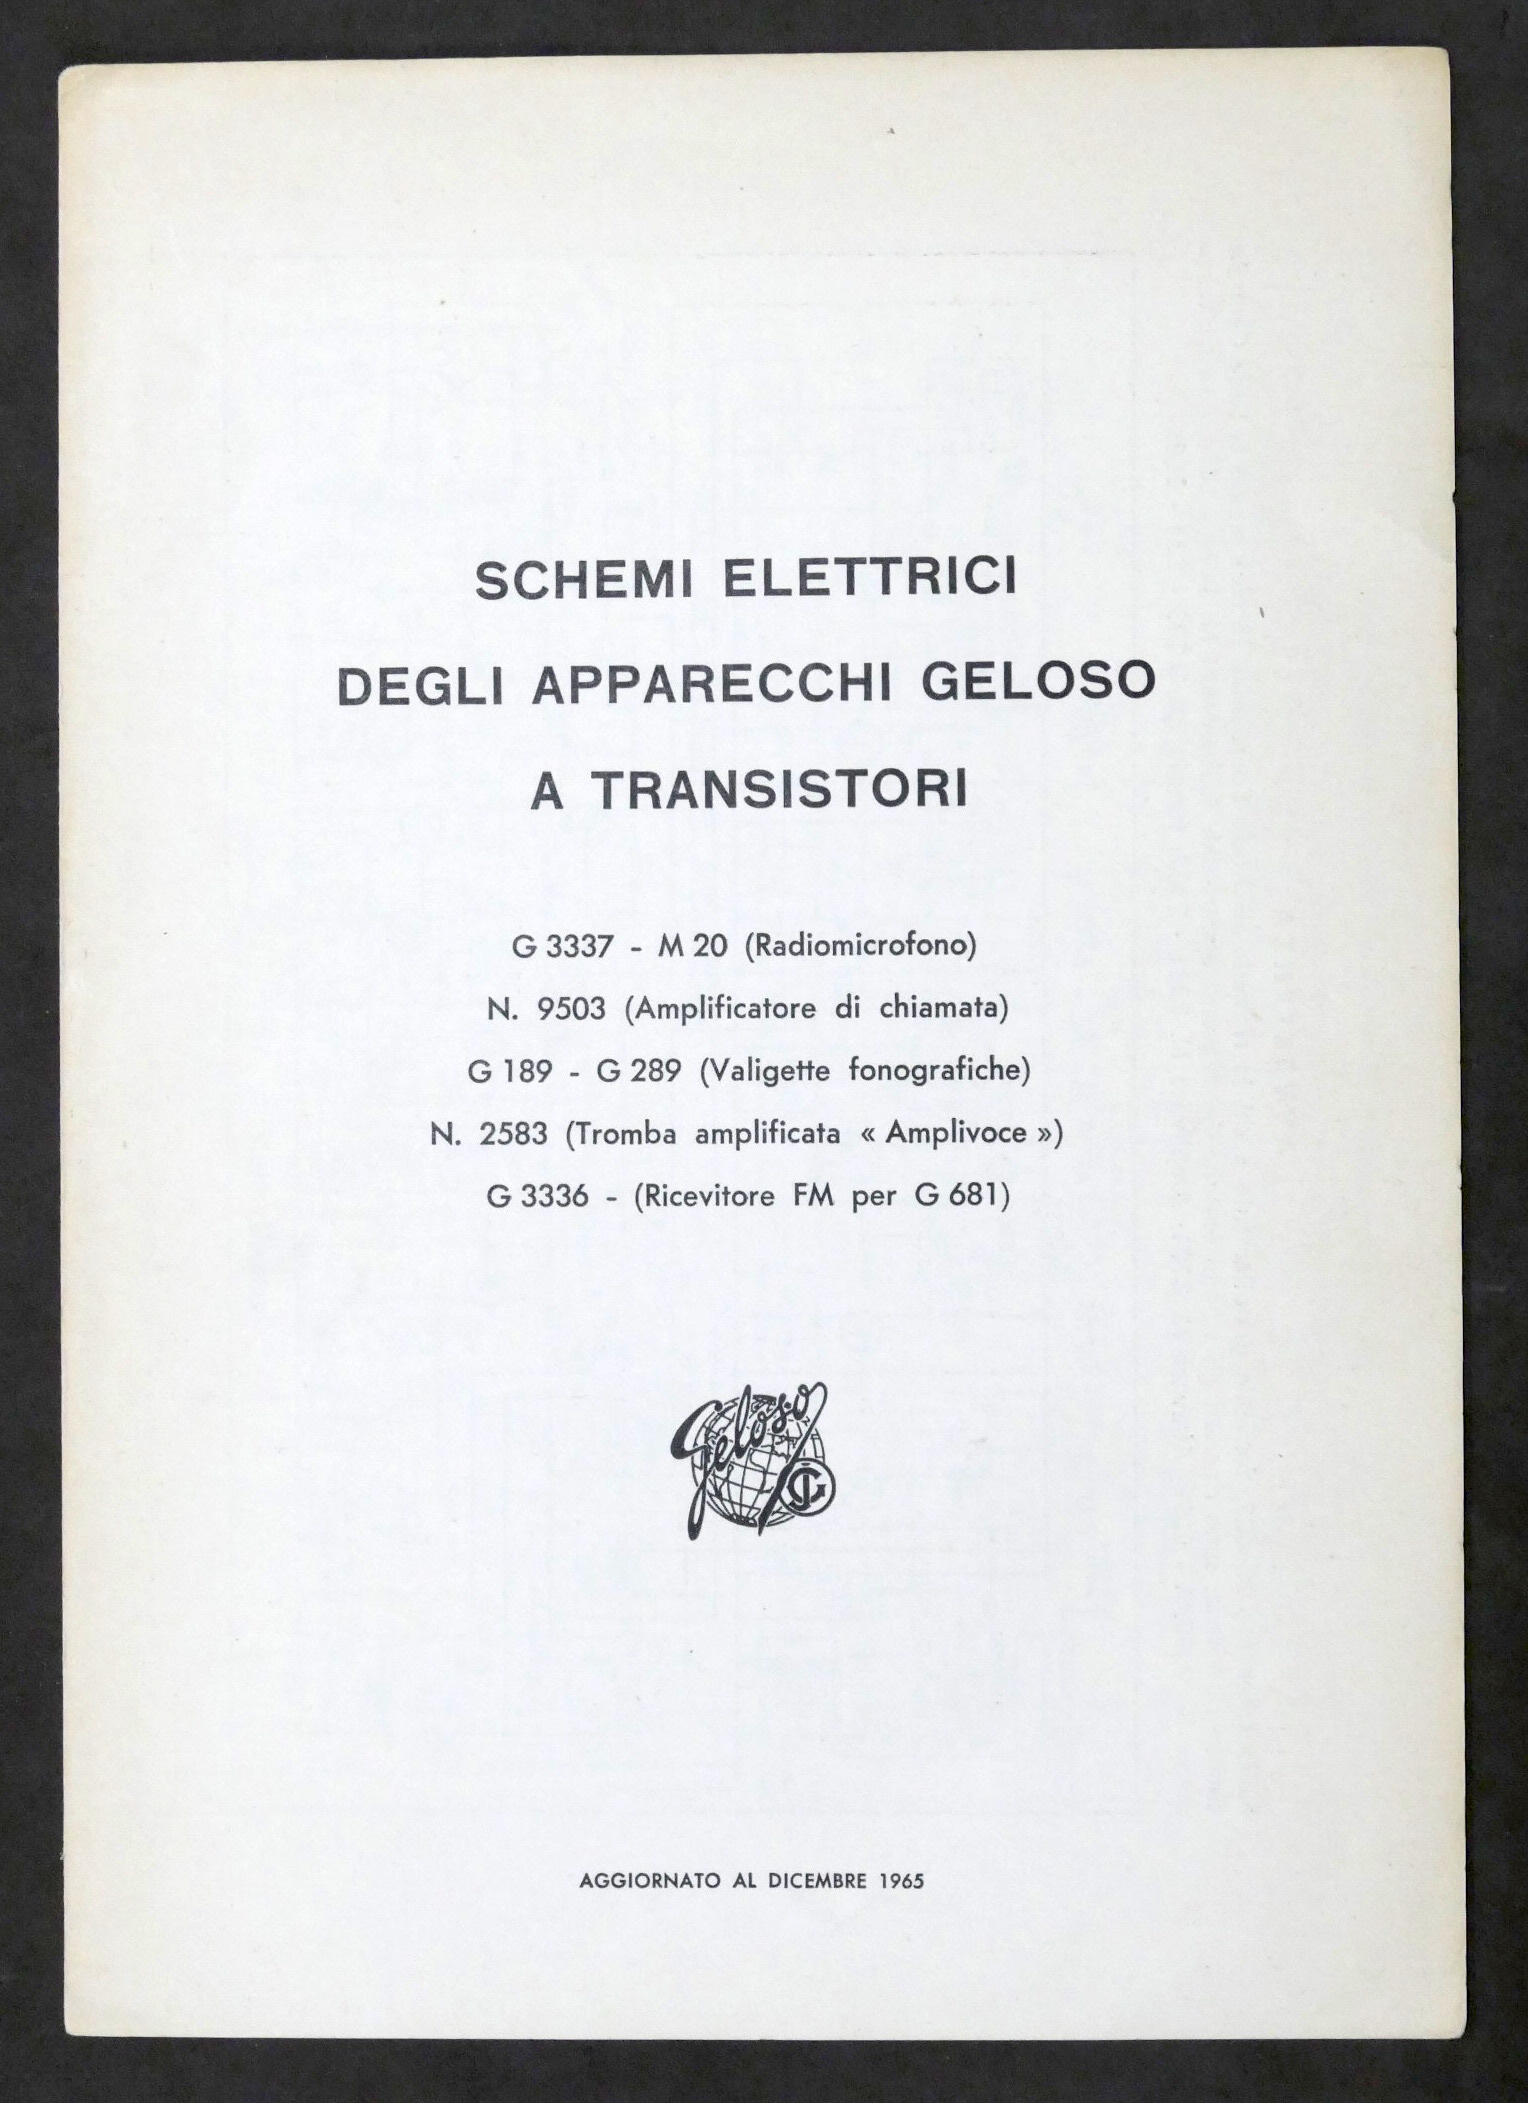 SCHEMI ELETTRICI
DEGLI APPARECCHI GELOSO
A TRANSISTORI
G 3337 - M 20 (Radiomicrofono)
N. 9503 (Amplificatore di chiamata)
G 189 - G 289 (Valigette fonografiche)
N. 2583 (Tromba amplificata « Amplivoce »)
G 3336 - (Ricevitore FM per G 681)
Geloso
AGGIORNATO AL DICEMBRE 1965